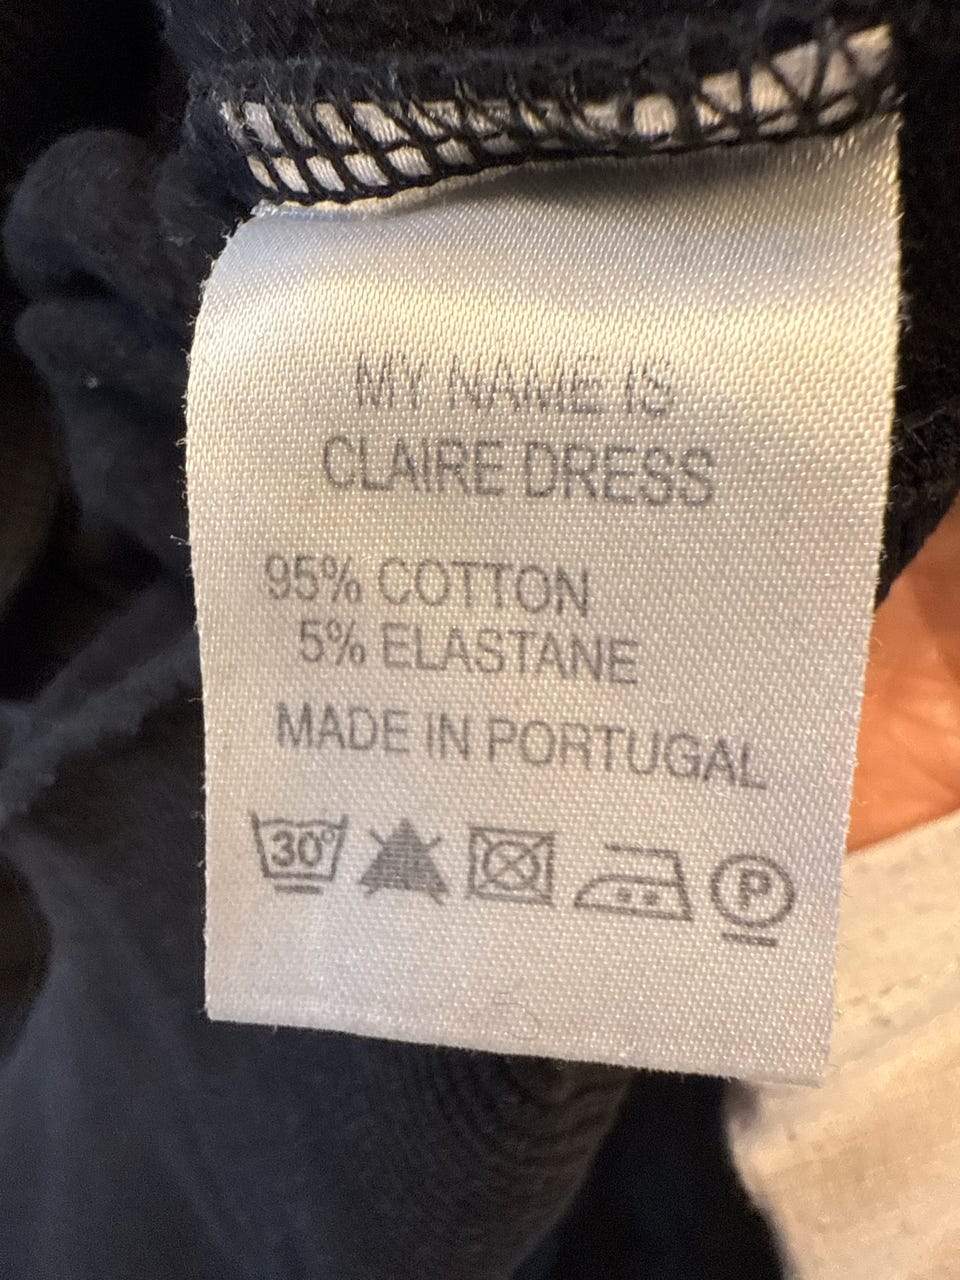 MY NAME IS
CLAIRE DRESS
95% COTTON
5% ELASTANE
MADE IN PORTUGAL
30°
P